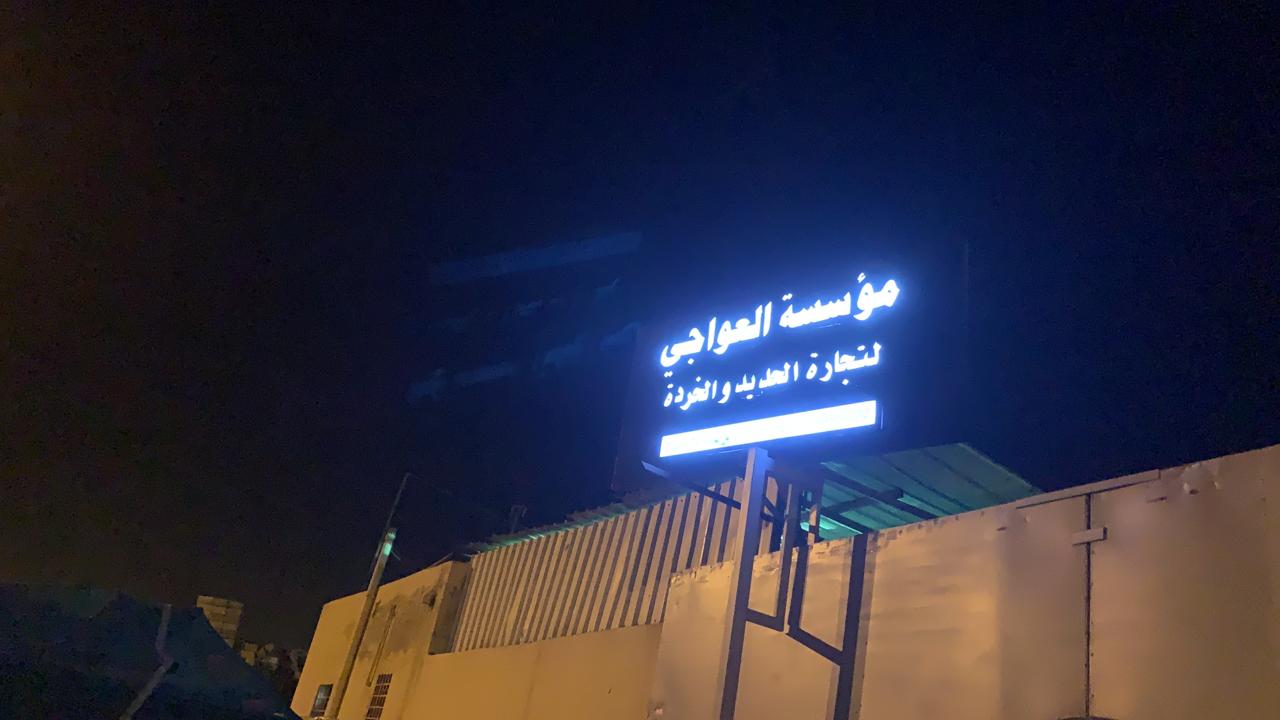 مؤسسة العواجي
لتجارة الحديد والخردة